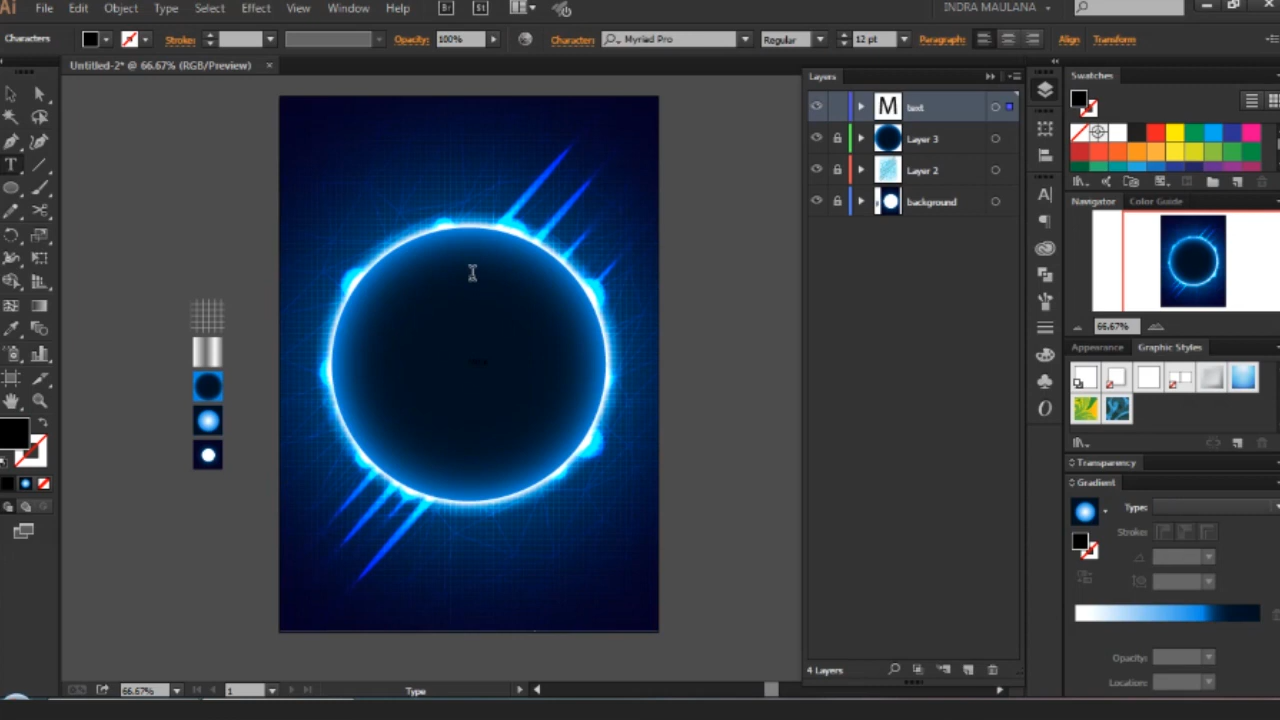 Ai File Edit Object Type Select Effect View Window Help Br St INDRA MAULANA
Characters Stroke: Opacity: 100% Character: Myriad Pro Regular 12 pt Paragraph: Align Transform
Untitled-2* @ 66.67% (RGB/Preview) ×
Layers
M text
Layer 3
Layer 2
background
4 Layers
Swatches
Navigator Color Guide
66.67%
Appearance Graphic Styles
Transparency
Gradient
Type:
Stroke:
Opacity:
Location:
66.67% 1 Type